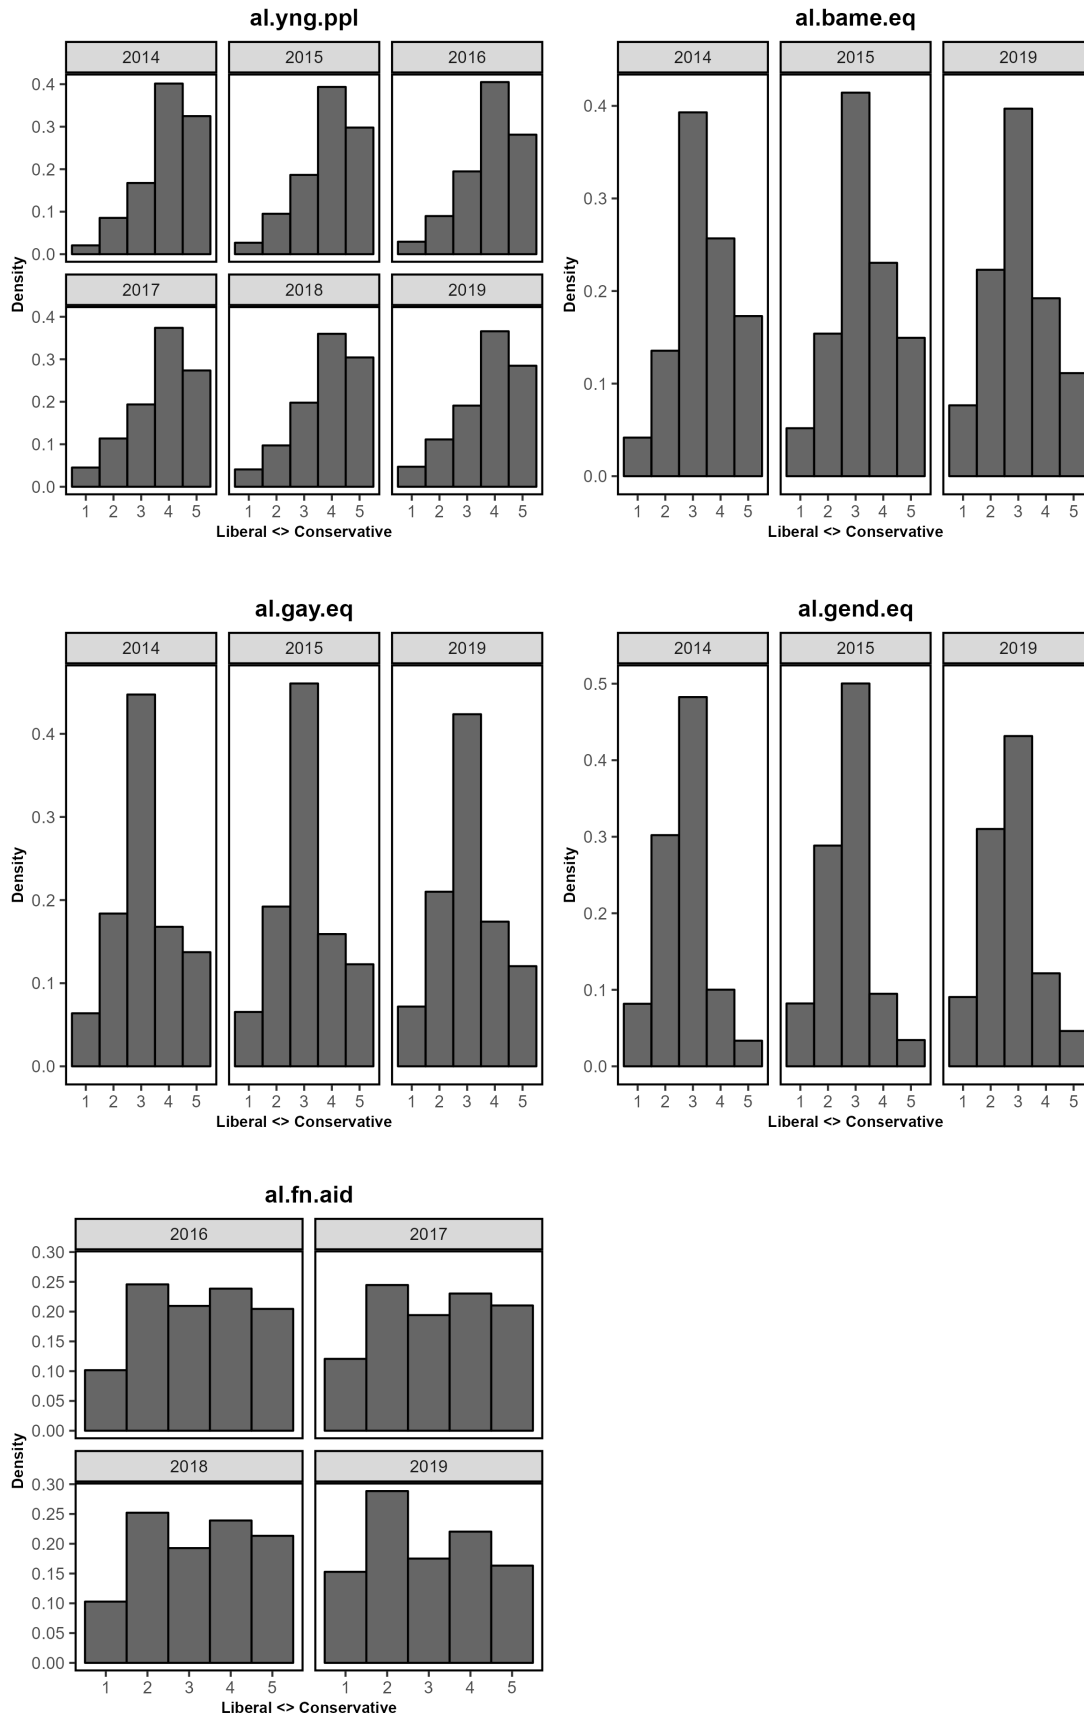 al.yng.ppl
2014 2015 2016
0.4
0.3
0.2
0.1
0.0
2017 2018 2019
0.4
0.3
0.2
0.1
0.0
Density
1 2 3 4 5 1 2 3 4 5 1 2 3 4 5
Liberal <> Conservative
al.bame.eq
2014 2015 2019
0.4
0.3
0.2
0.1
0.0
Density
1 2 3 4 5 1 2 3 4 5 1 2 3 4 5
Liberal <> Conservative
al.gay.eq
2014 2015 2019
0.4
0.3
0.2
0.1
0.0
Density
1 2 3 4 5 1 2 3 4 5 1 2 3 4 5
Liberal <> Conservative
al.gend.eq
2014 2015 2019
0.5
0.4
0.3
0.2
0.1
0.0
Density
1 2 3 4 5 1 2 3 4 5 1 2 3 4 5
Liberal <> Conservative
al.fn.aid
2016 2017
0.30
0.25
0.20
0.15
0.10
0.05
0.00
2018 2019
0.30
0.25
0.20
0.15
0.10
0.05
0.00
Density
1 2 3 4 5 1 2 3 4 5
Liberal <> Conservative